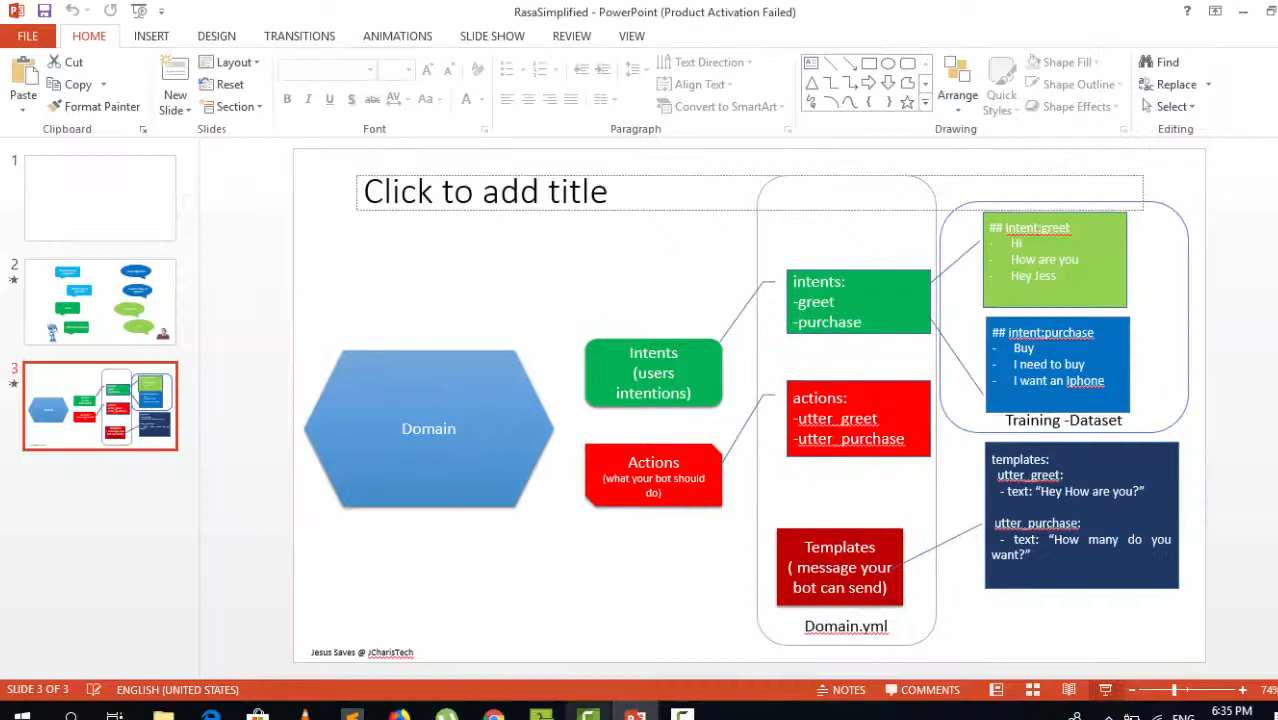 RasaSimplified - PowerPoint (Product Activation Failed)
?
FILE
HOME
INSERT
DESIGN
TRANSITIONS
ANIMATIONS
SLIDE SHOW
REVIEW
VIEW
Paste
Cut
Copy
Format Painter
Clipboard
New
Slide
Layout
Reset
Section
Slides
B I U S abc AV Aa A
Font
Text Direction
Align Text
Convert to SmartArt
Paragraph
Arrange
Quick
Styles
Shape Fill
Shape Outline
Shape Effects
Drawing
Find
Replace
Select
Editing
1
2
3
Click to add title
Domain
Intents
(users
intentions)
Actions
(what your bot should
do)
intents:
-greet
-purchase
actions:
-utter_greet
-utter_purchase
Templates
( message your
bot can send)
Domain.yml
## intent:greet
- Hi
- How are you
- Hey Jess
## intent:purchase
- Buy
- I need to buy
- I want an Iphone
Training -Dataset
templates:
utter_greet:
- text: “Hey How are you?”
utter_purchase;
- text: “How many do you
want?”
Jesus Saves @ JCharisTech
SLIDE 3 OF 3
ENGLISH (UNITED STATES)
NOTES
COMMENTS
74%
6:35 PM